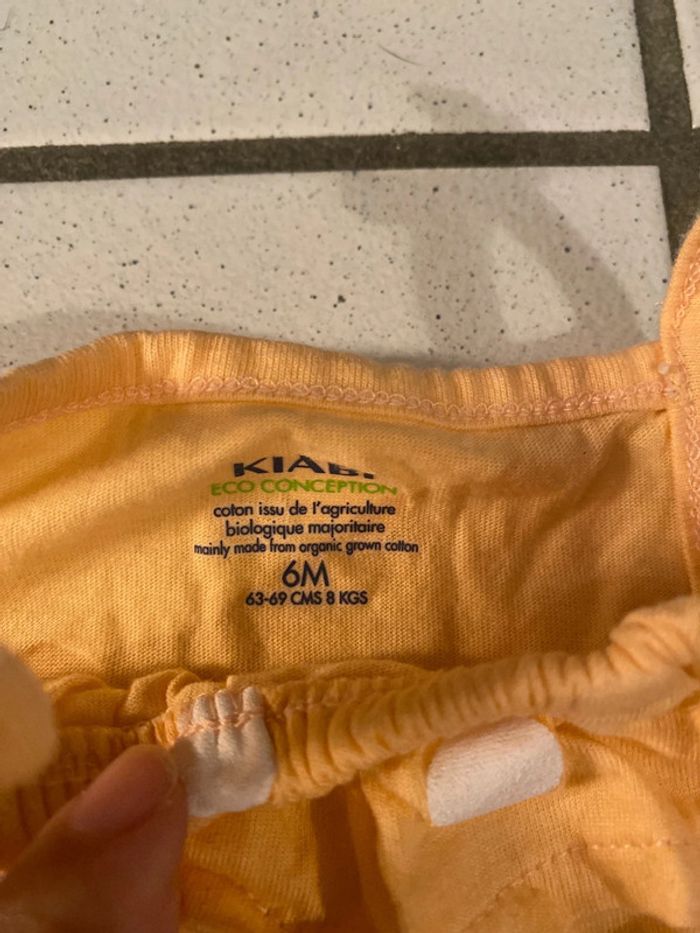 KIABI
ECO CONCEPTION
coton issu de l'agriculture
biologique majoritaire
mainly made from organic grown cotton
6M
63-69 CMS 8 KGS